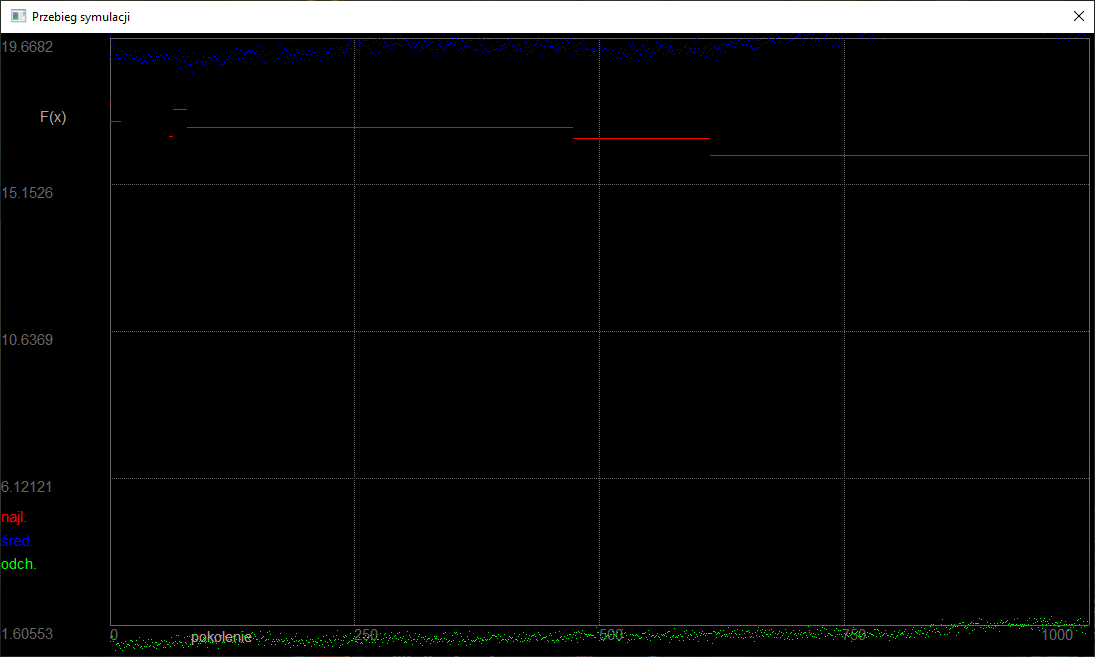 Przebieg symulacji
19.6682
F(x)
15.1526
10.6369
6.12121
najl.
śred.
odch.
1.60553
0 pokolenie 250 500 750 1000